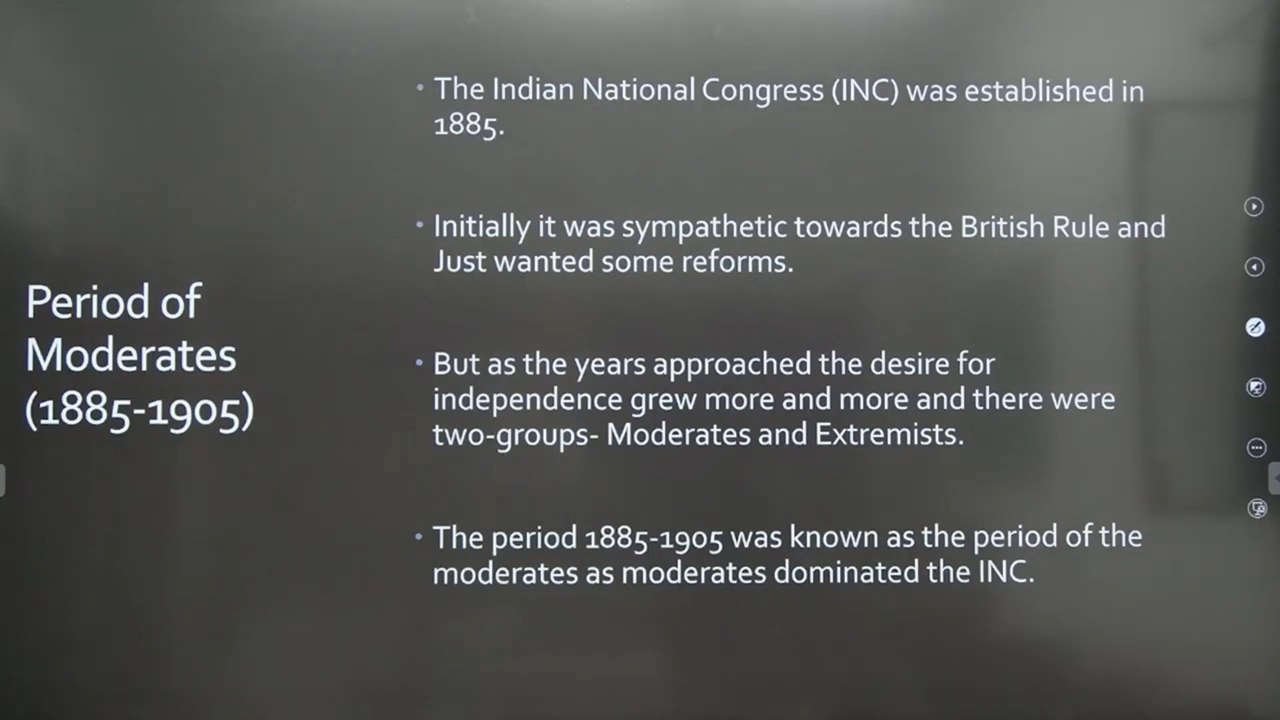 Period of
Moderates
(1885-1905)
• The Indian National Congress (INC) was established in
1885.
• Initially it was sympathetic towards the British Rule and
Just wanted some reforms.
• But as the years approached the desire for
independence grew more and more and there were
two-groups- Moderates and Extremists.
• The period 1885-1905 was known as the period of the
moderates as moderates dominated the INC.